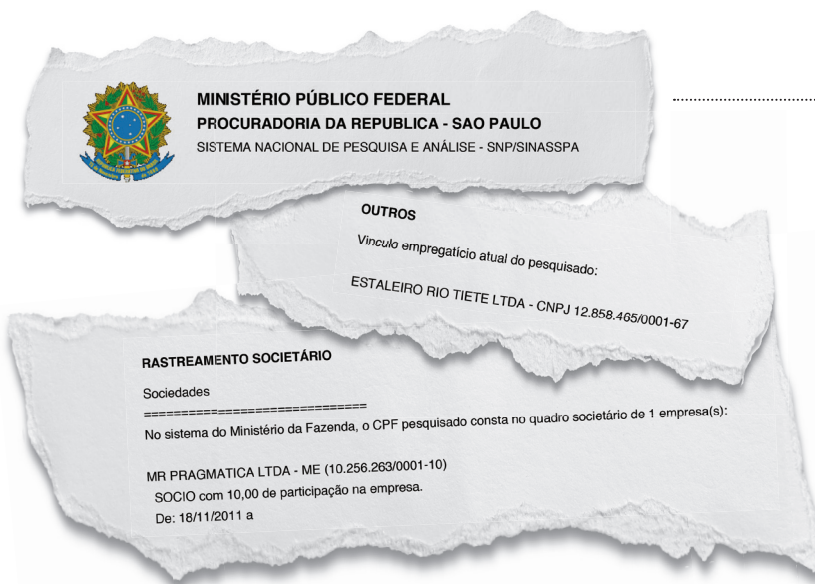 MINISTÉRIO PÚBLICO FEDERAL
PROCURADORIA DA REPUBLICA - SAO PAULO
SISTEMA NACIONAL DE PESQUISA E ANÁLISE - SNP/SINASSPA
OUTROS
Vinculo empregatício atual do pesquisado:
ESTALEIRO RIO TIETE LTDA - CNPJ 12.858.465/0001-67
RASTREAMENTO SOCIETÁRIO
Sociedades
==================================
No sistema do Ministério da Fazenda, o CPF pesquisado consta no quadro societário de 1 empresa(s):
MR PRAGMATICA LTDA - ME (10.256.263/0001-10)
SOCIO com 10,00 de participação na empresa.
De: 18/11/2011 a